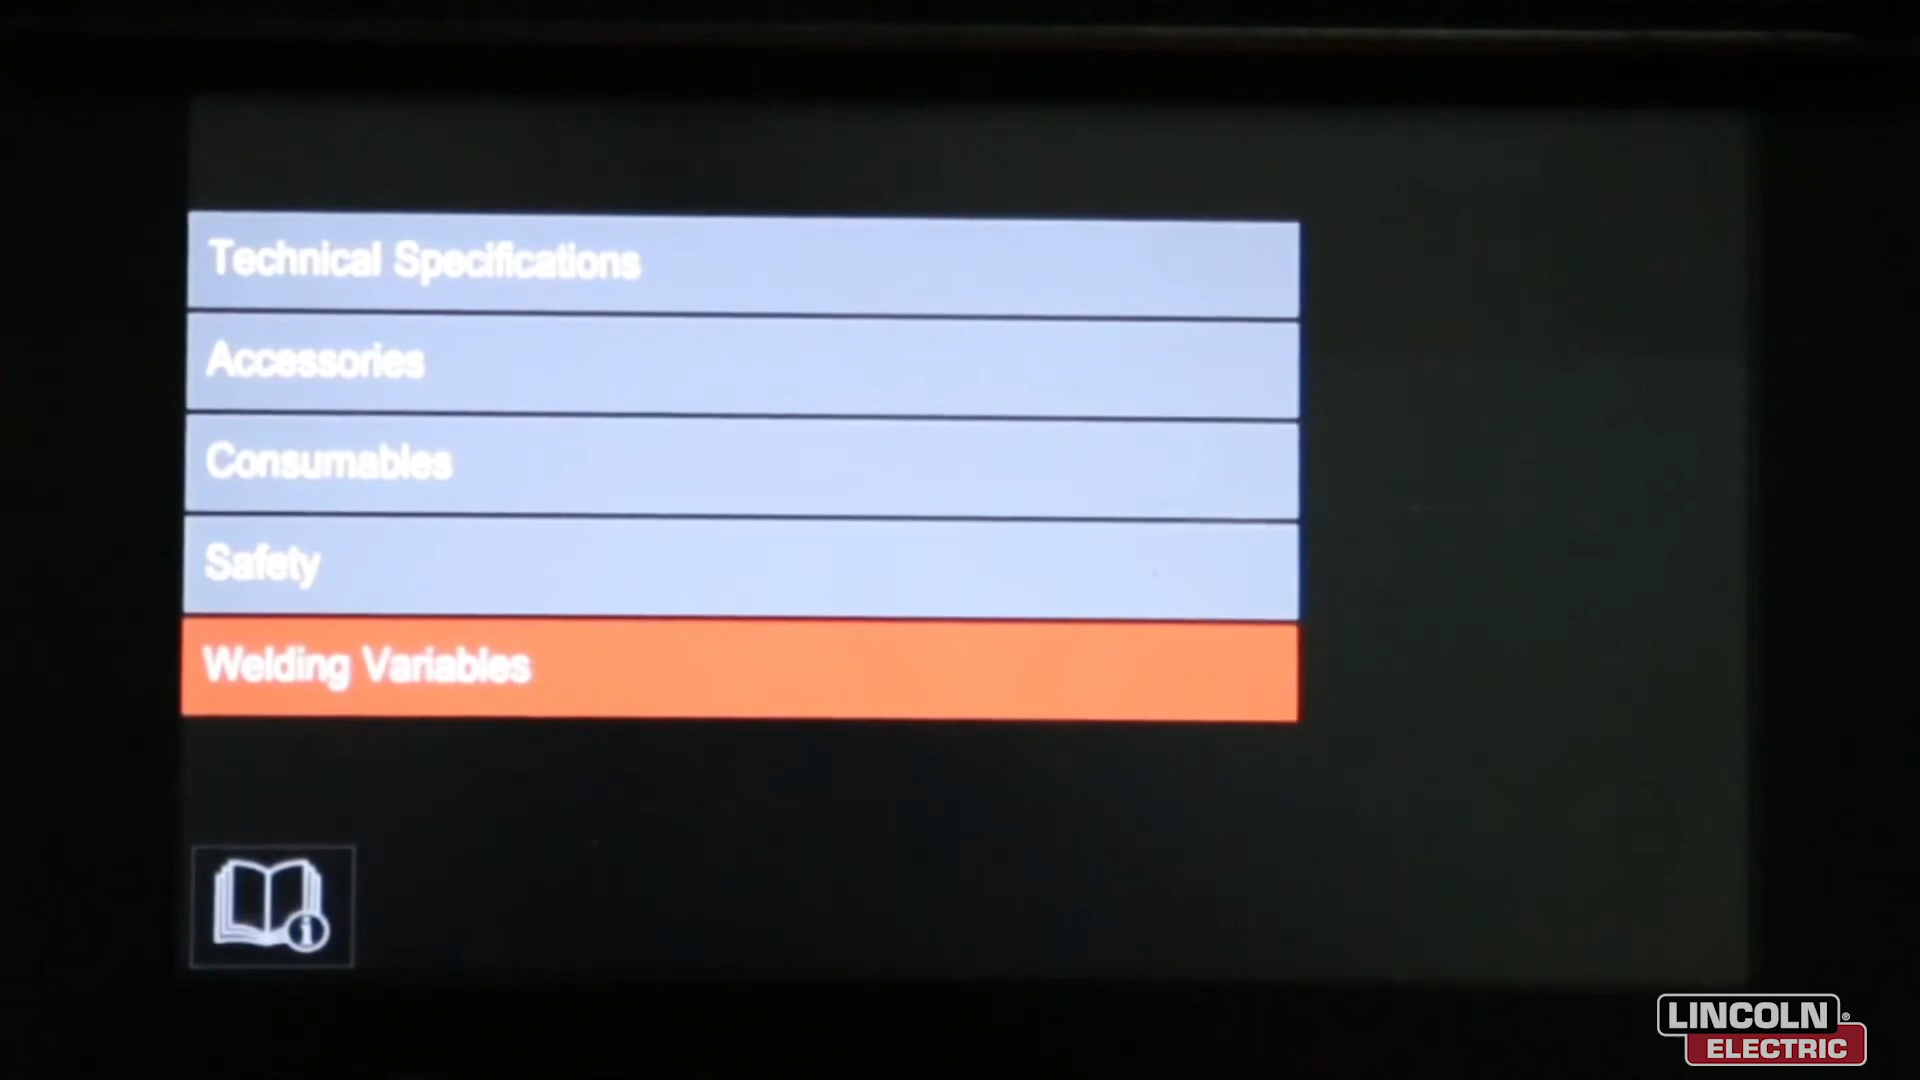 Technical Specifications
Accessories
Consumables
Safety
Welding Variables
i
LINCOLN ®
ELECTRIC